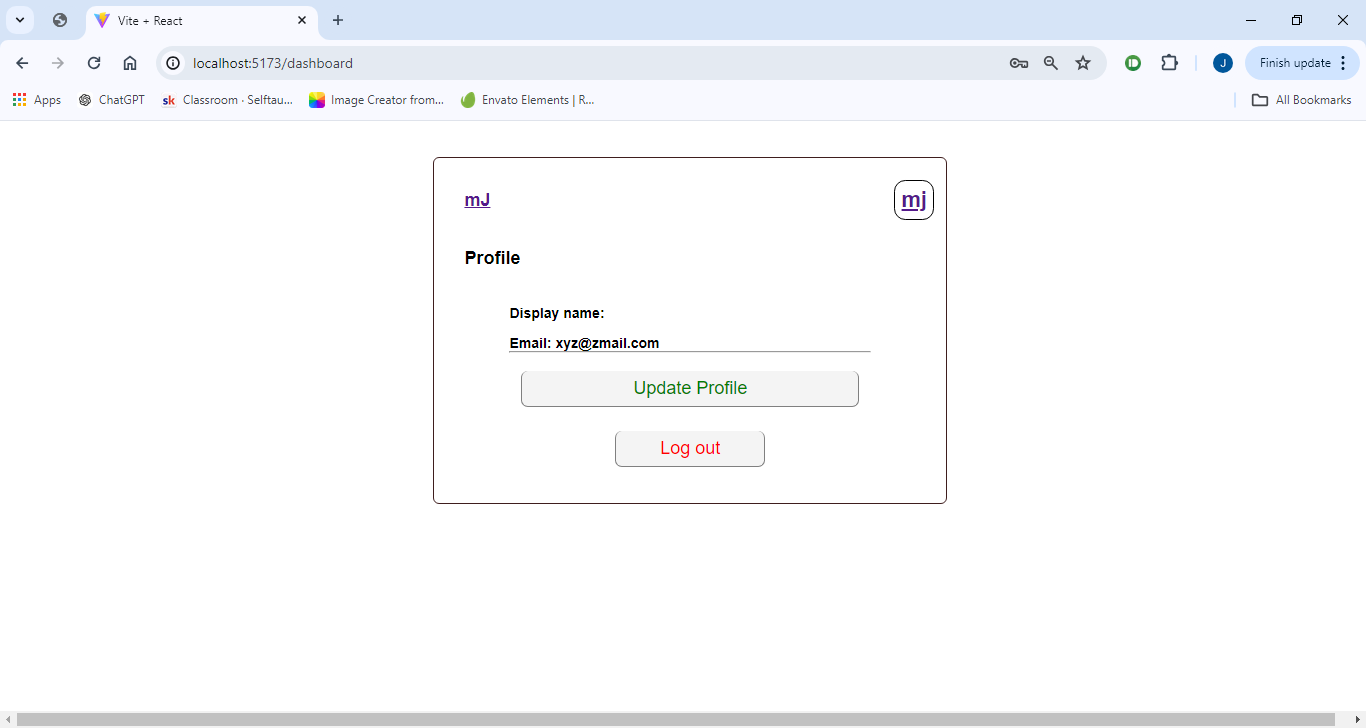 Vite + React
localhost:5173/dashboard
J
Finish update
Apps
ChatGPT
sk Classroom - Selftau...
Image Creator from...
Envato Elements | R...
All Bookmarks
mJ
mj
Profile
Display name:
Email: xyz@zmail.com
Update Profile
Log out